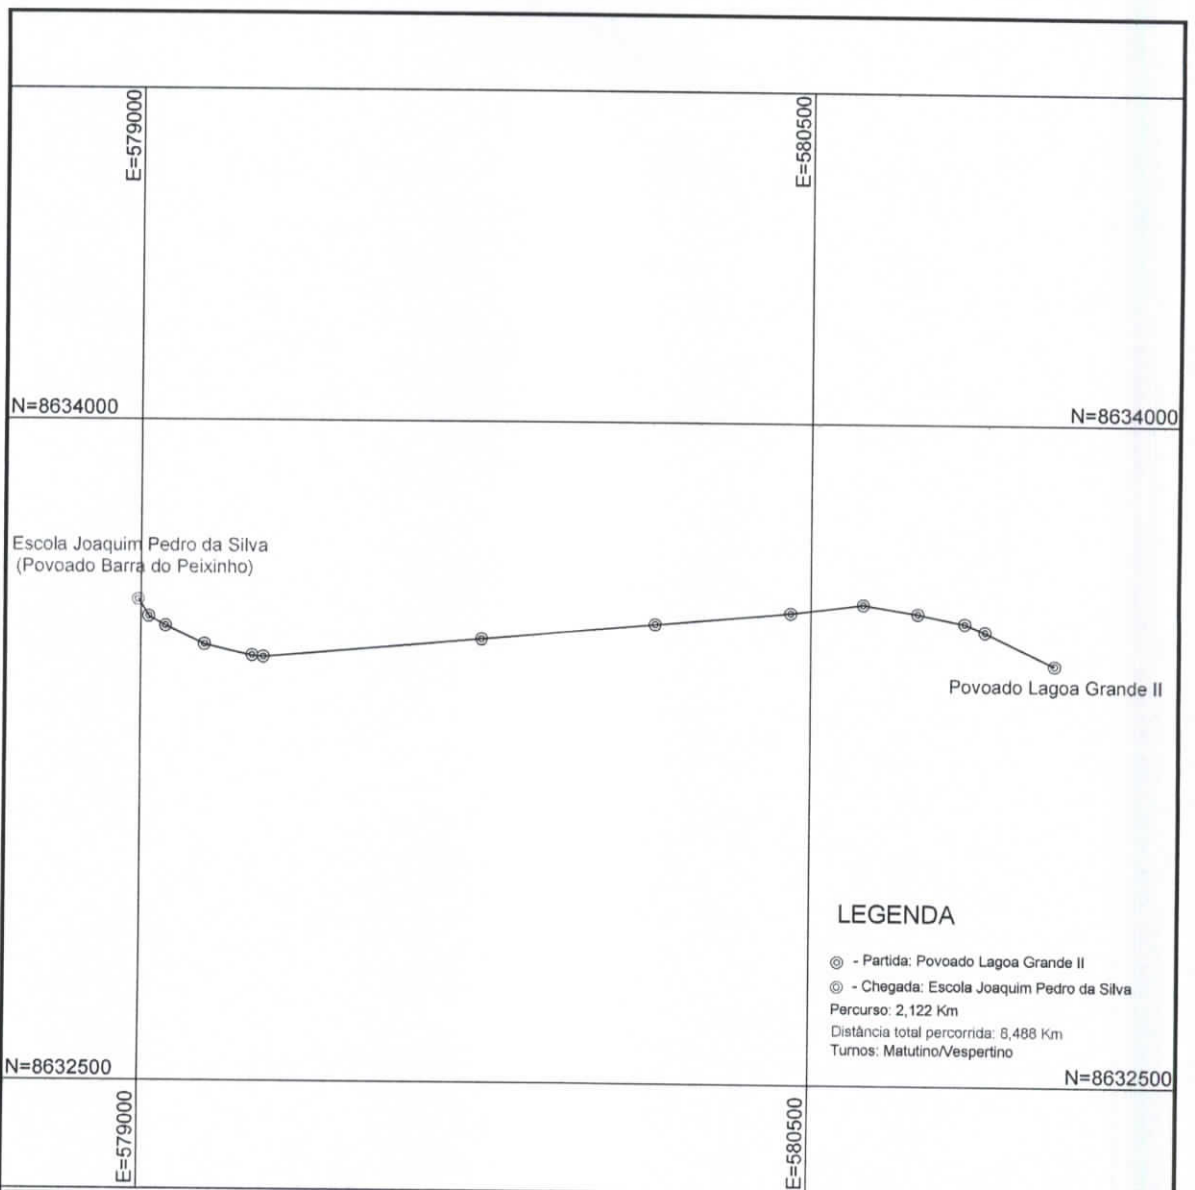 E=579000
E=580500
N=8634000
N=8634000
Escola Joaquim Pedro da Silva
(Povoado Barra do Peixinho)
Povoado Lagoa Grande II
LEGENDA
- Partida: Povoado Lagoa Grande II
- Chegada: Escola Joaquim Pedro da Silva
Percurso: 2,122 Km
Distância total percorrida: 8,488 Km
Turnos: Matutino/Vespertino
N=8632500
N=8632500
E=579000
E=580500